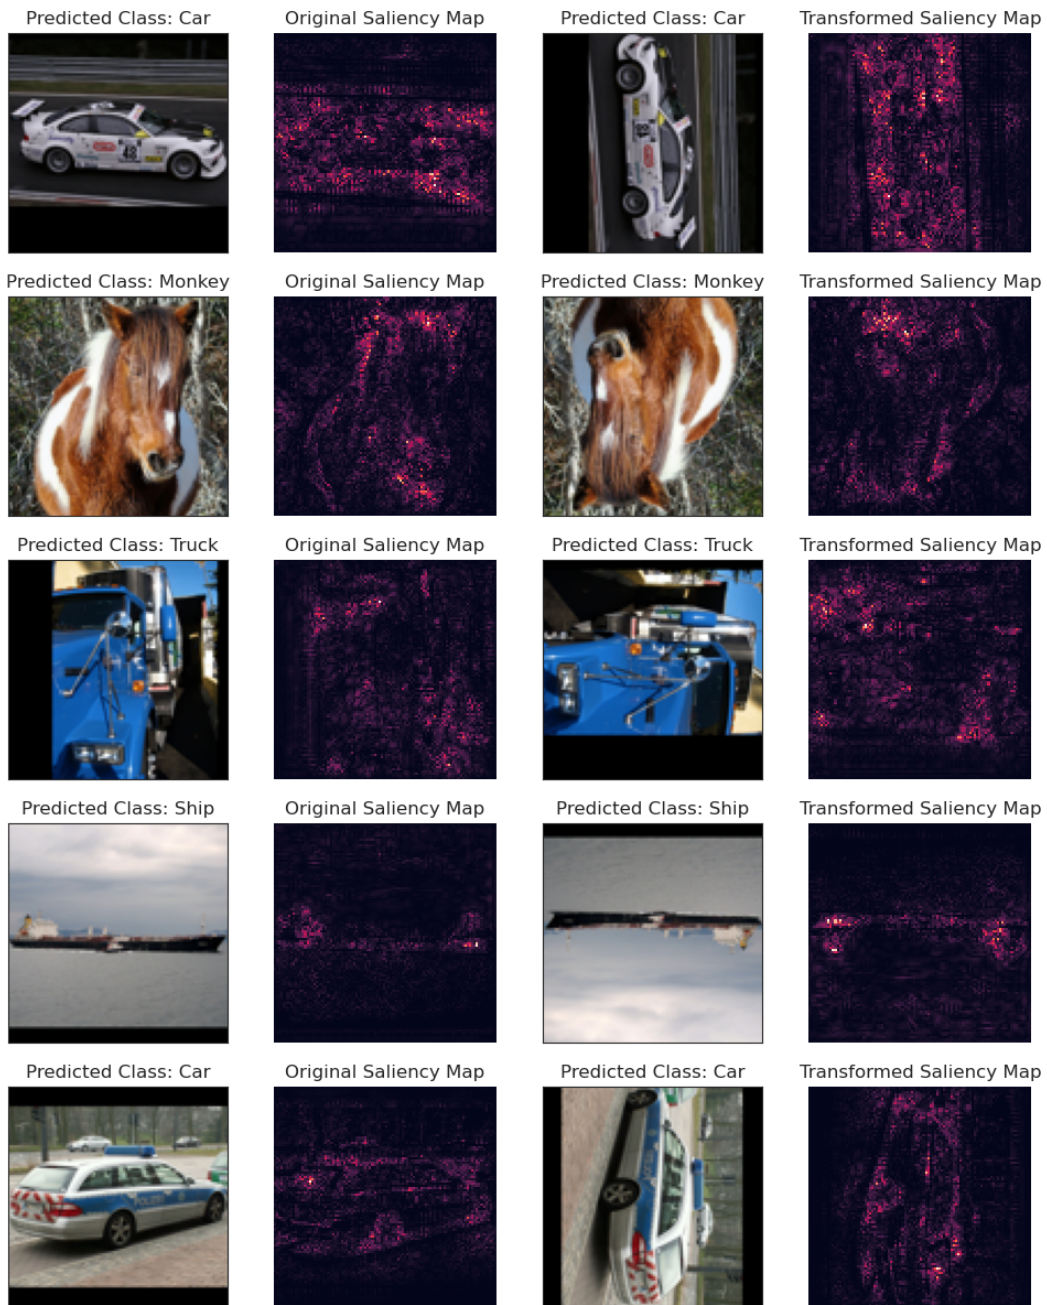 Predicted Class: Car Original Saliency Map Predicted Class: Car Transformed Saliency Map
48
Predicted Class: Monkey Original Saliency Map Predicted Class: Monkey Transformed Saliency Map
Predicted Class: Truck Original Saliency Map Predicted Class: Truck Transformed Saliency Map
Predicted Class: Ship Original Saliency Map Predicted Class: Ship Transformed Saliency Map
Predicted Class: Car Original Saliency Map Predicted Class: Car Transformed Saliency Map
POLIZEI